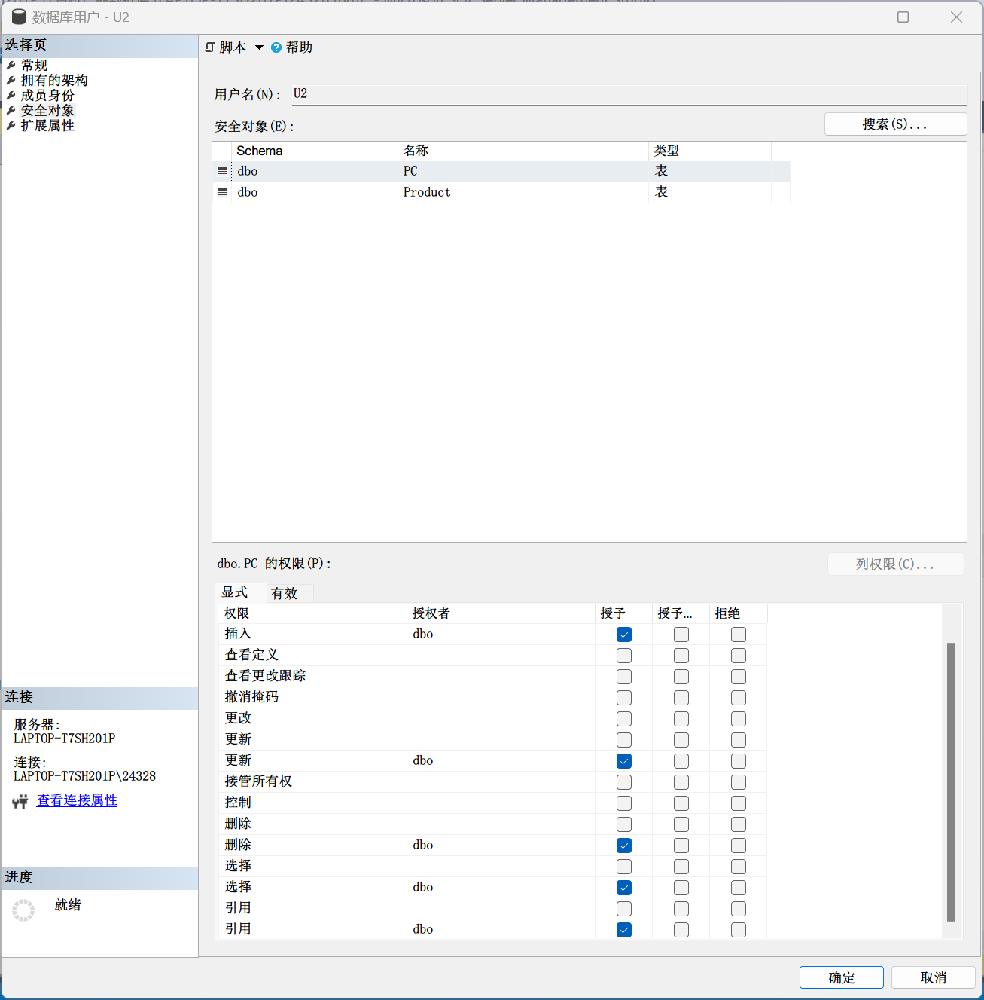 数据库用户 - U2
选择页
常规
拥有的架构
成员身份
安全对象
扩展属性
脚本 帮助
用户名(N): U2
安全对象(E): 搜索(S)...
Schema 名称 类型
dbo PC 表
dbo Product 表
dbo.PC 的权限(P): 列权限(C)...
显式 有效
权限 授权者 授予 授予... 拒绝
插入 dbo
查看定义
查看更改跟踪
撤消掩码
更改
更新
更新 dbo
接管所有权
控制
删除
删除 dbo
选择
选择 dbo
引用
引用 dbo
连接
服务器:
LAPTOP-T7SH201P
连接:
LAPTOP-T7SH201P\24328
查看连接属性
进度
就绪
确定 取消